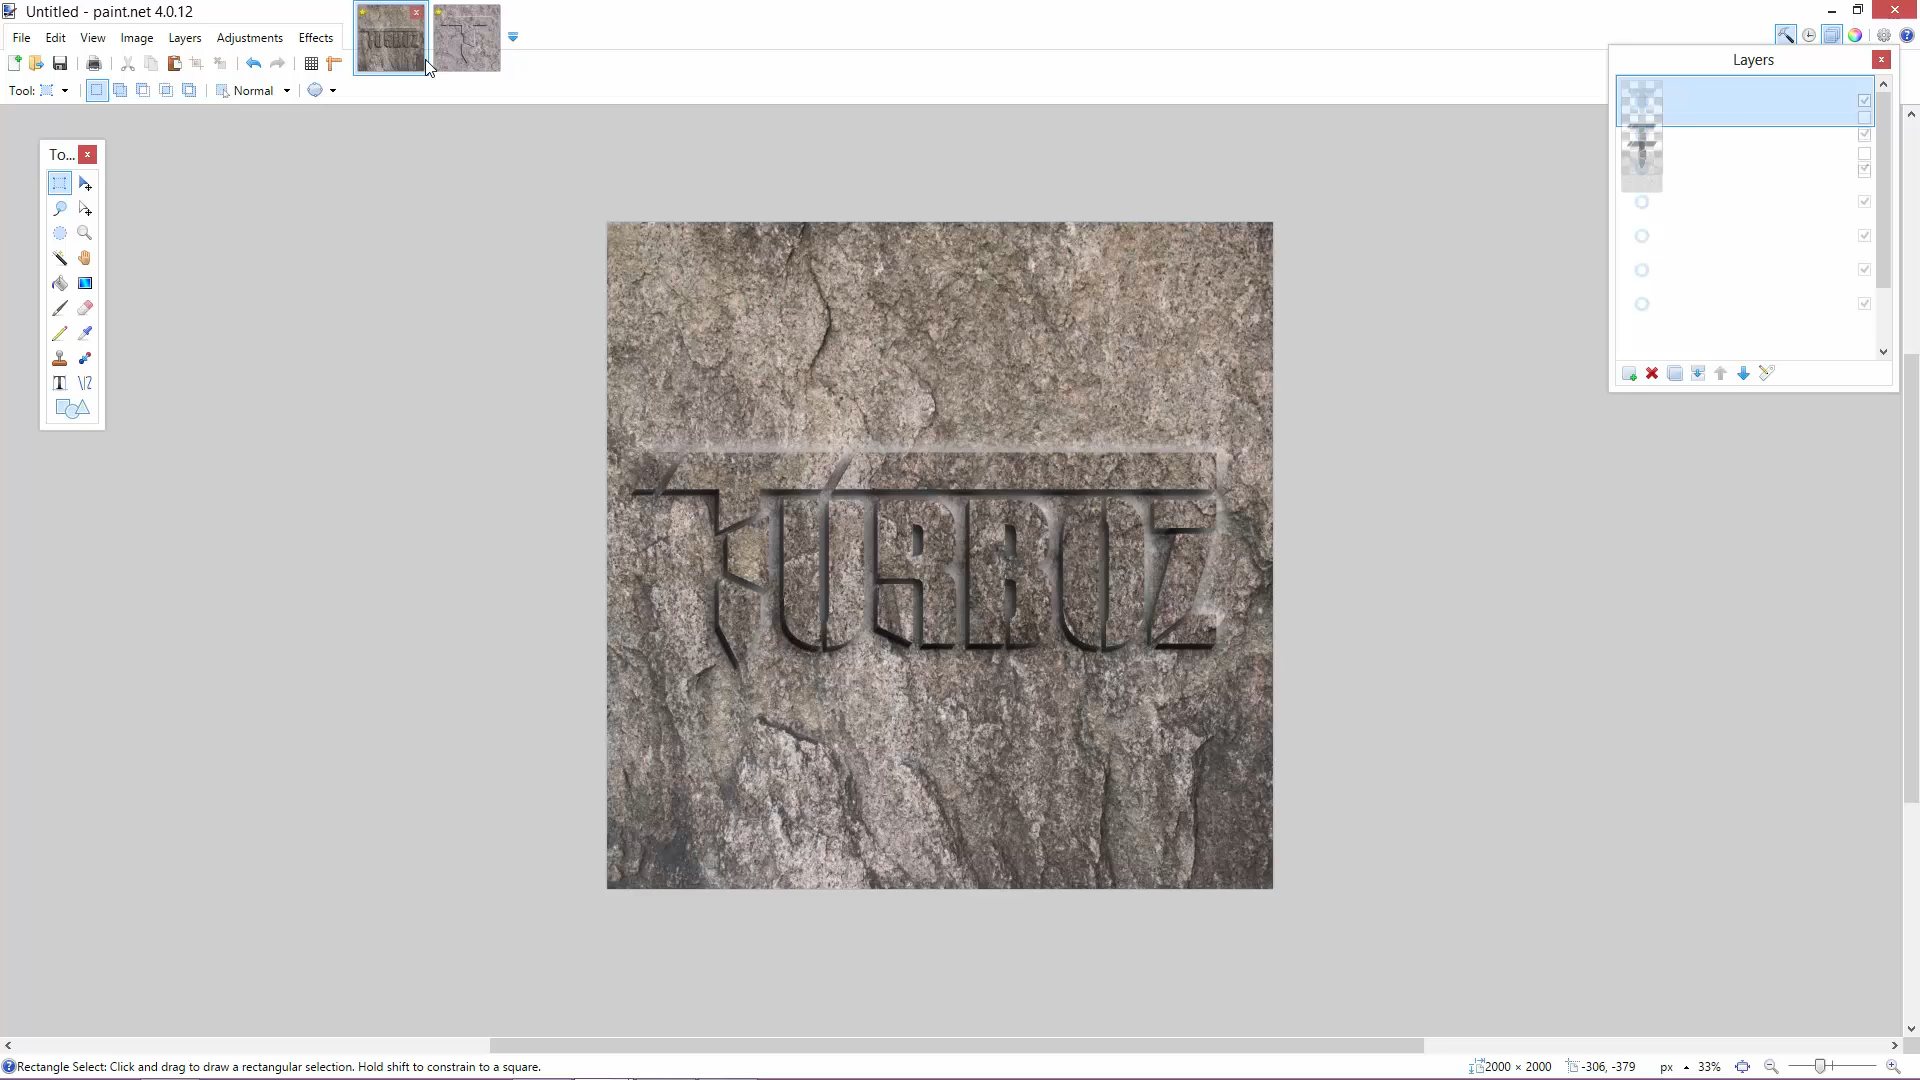 Untitled - paint.net 4.0.12
File Edit View Image Layers Adjustments Effects
Tool: Normal
Layers
To...
TURBOZ
Rectangle Select: Click and drag to draw a rectangular selection. Hold shift to constrain to a square.
2000 × 2000 -306, -379 px 33%